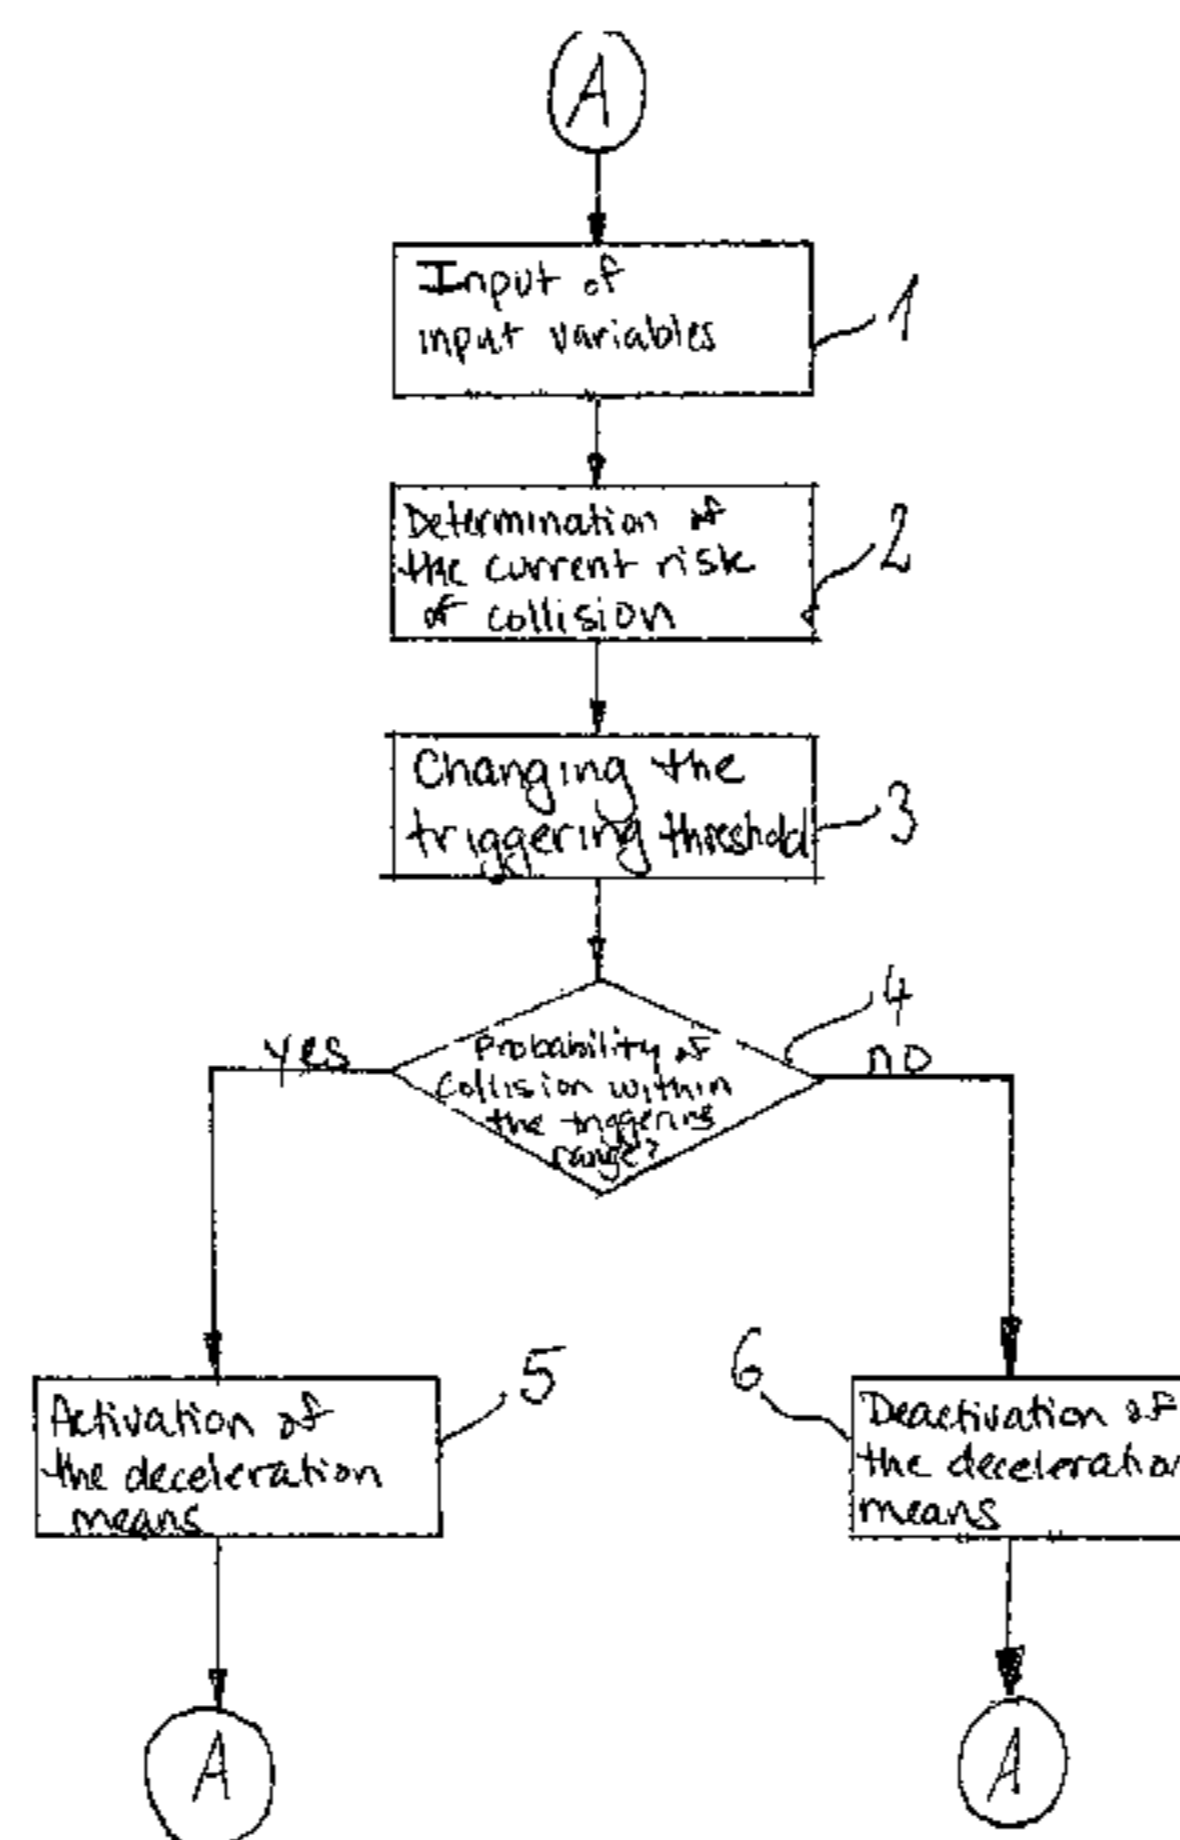 A
Input of
input variables
1
Determination of
the current risk
of collision
2
Changing the
triggering threshold
3
4
yes
no
Probability of
collision within
the triggering
range?
5
6
Activation of
the deceleration
means
Deactivation of
the deceleration
means
A
A